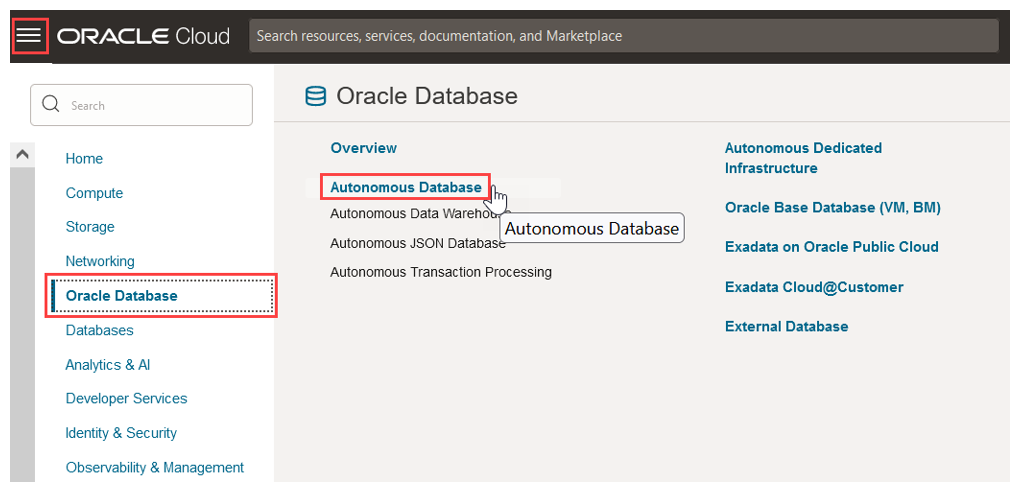 ORACLE Cloud
Search resources, services, documentation, and Marketplace
Search
Home
Compute
Storage
Networking
Oracle Database
Databases
Analytics & AI
Developer Services
Identity & Security
Observability & Management
Oracle Database
Overview
Autonomous Database
Autonomous Data Warehouse
Autonomous JSON Database
Autonomous Transaction Processing
Autonomous Database
Autonomous Dedicated
Infrastructure
Oracle Base Database (VM, BM)
Exadata on Oracle Public Cloud
Exadata Cloud@Customer
External Database